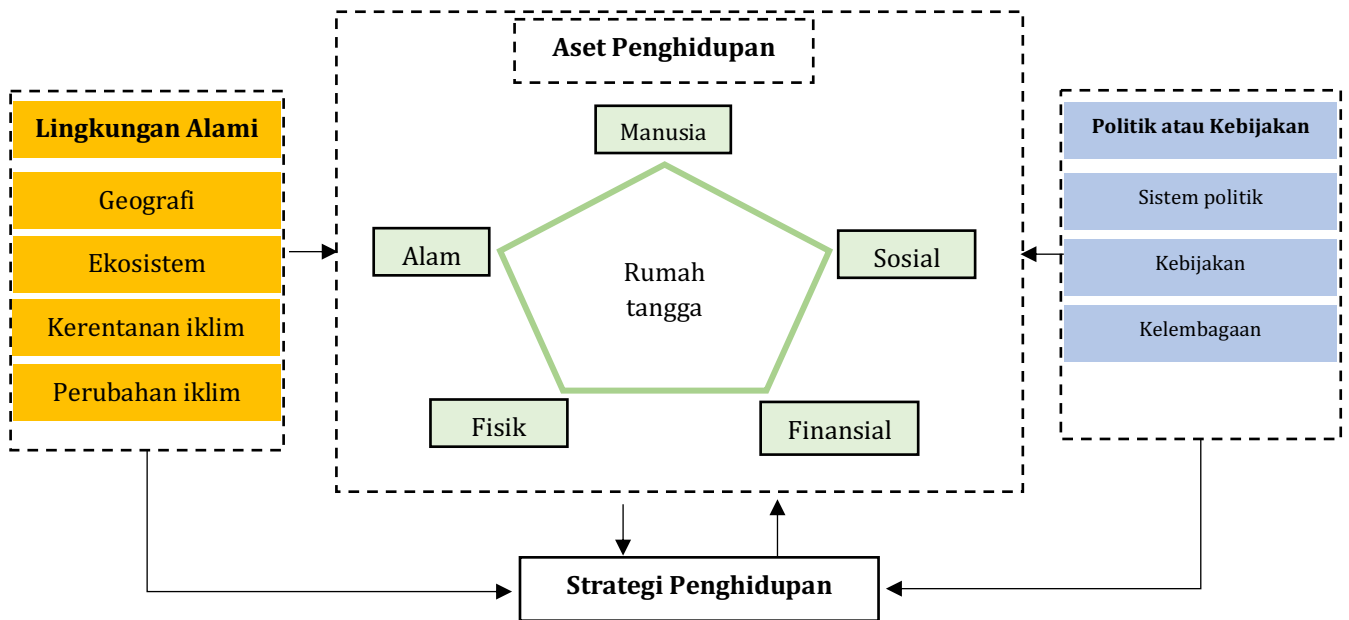 Aset Penghidupan
Lingkungan Alami
Geografi
Ekosistem
Kerentanan iklim
Perubahan iklim
Manusia
Alam
Sosial
Rumah
tangga
Fisik
Finansial
Politik atau Kebijakan
Sistem politik
Kebijakan
Kelembagaan
Strategi Penghidupan